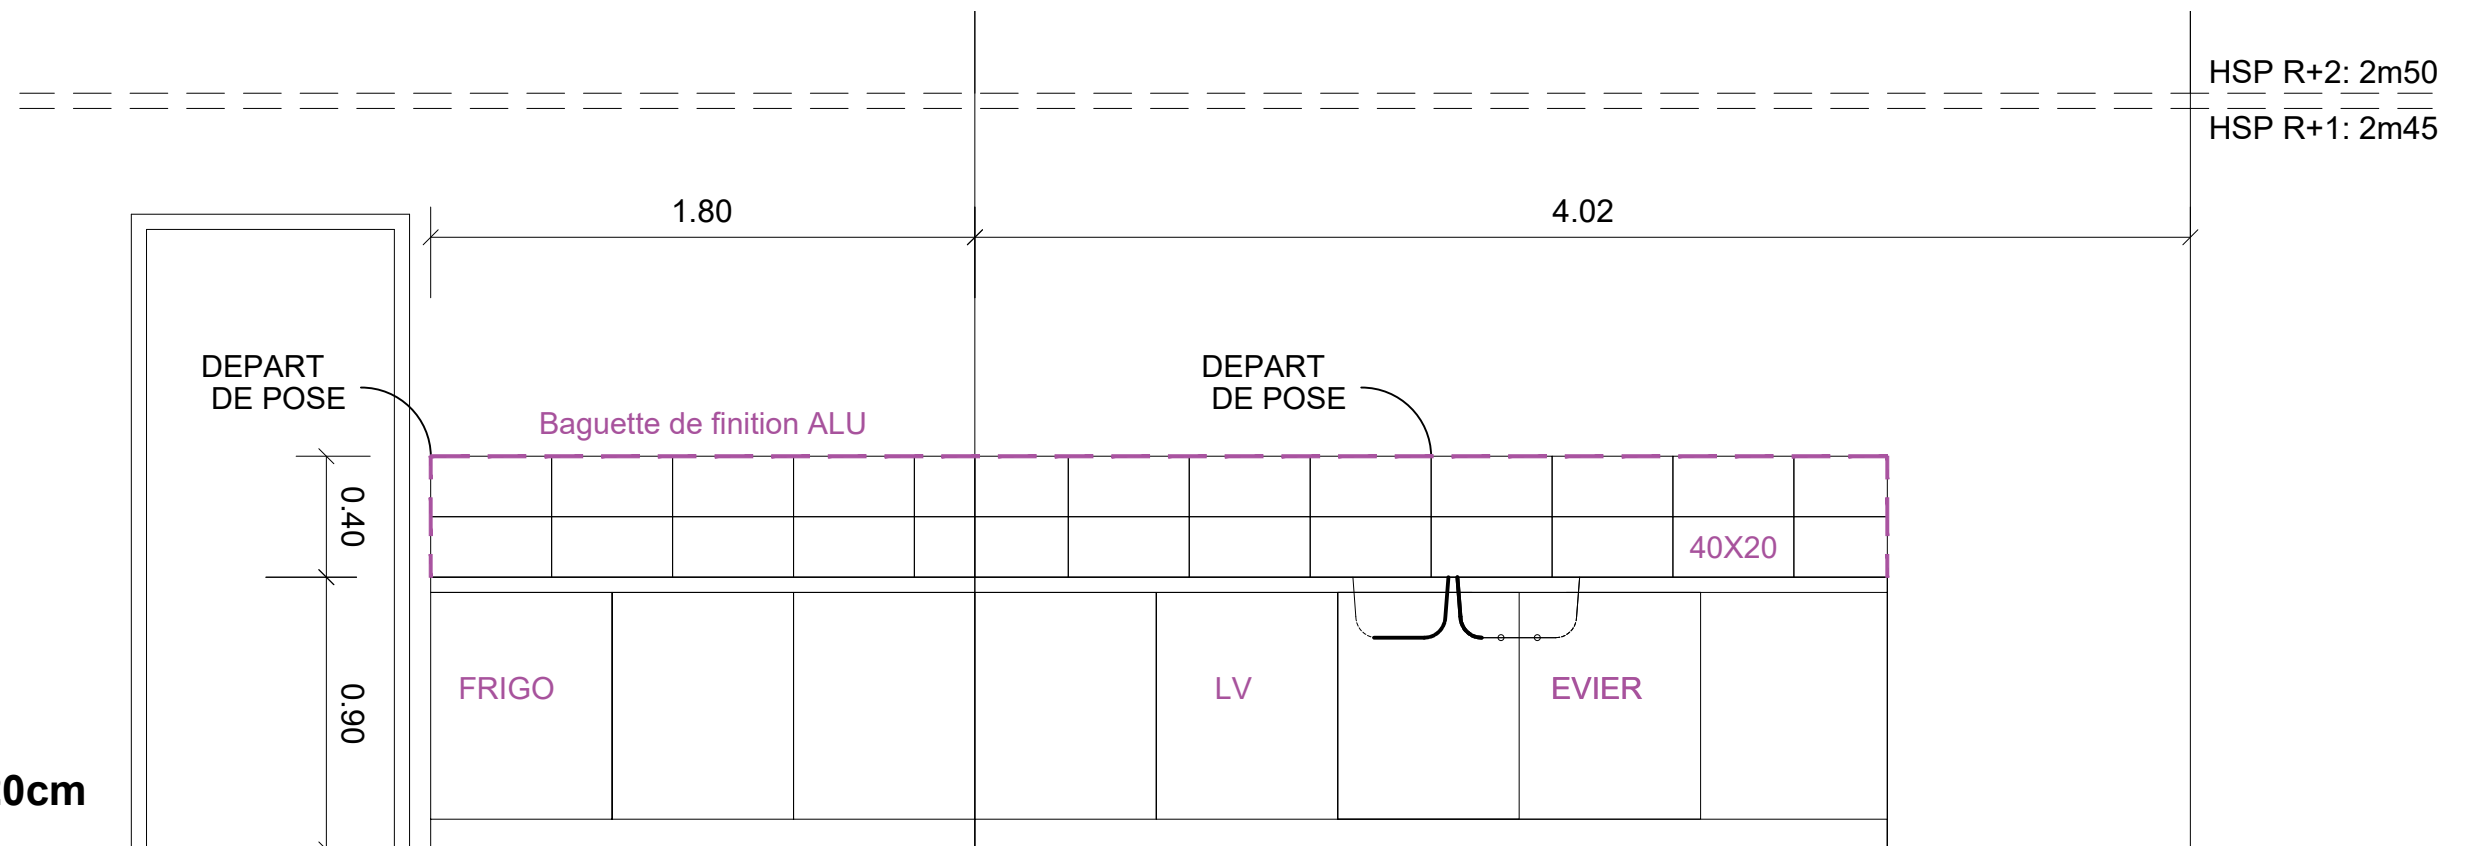 HSP R+2: 2m50
HSP R+1: 2m45
1.80
4.02
DEPART
DE POSE
DEPART
DE POSE
Baguette de finition ALU
0.40
40X20
0.90
FRIGO
LV
EVIER
0cm